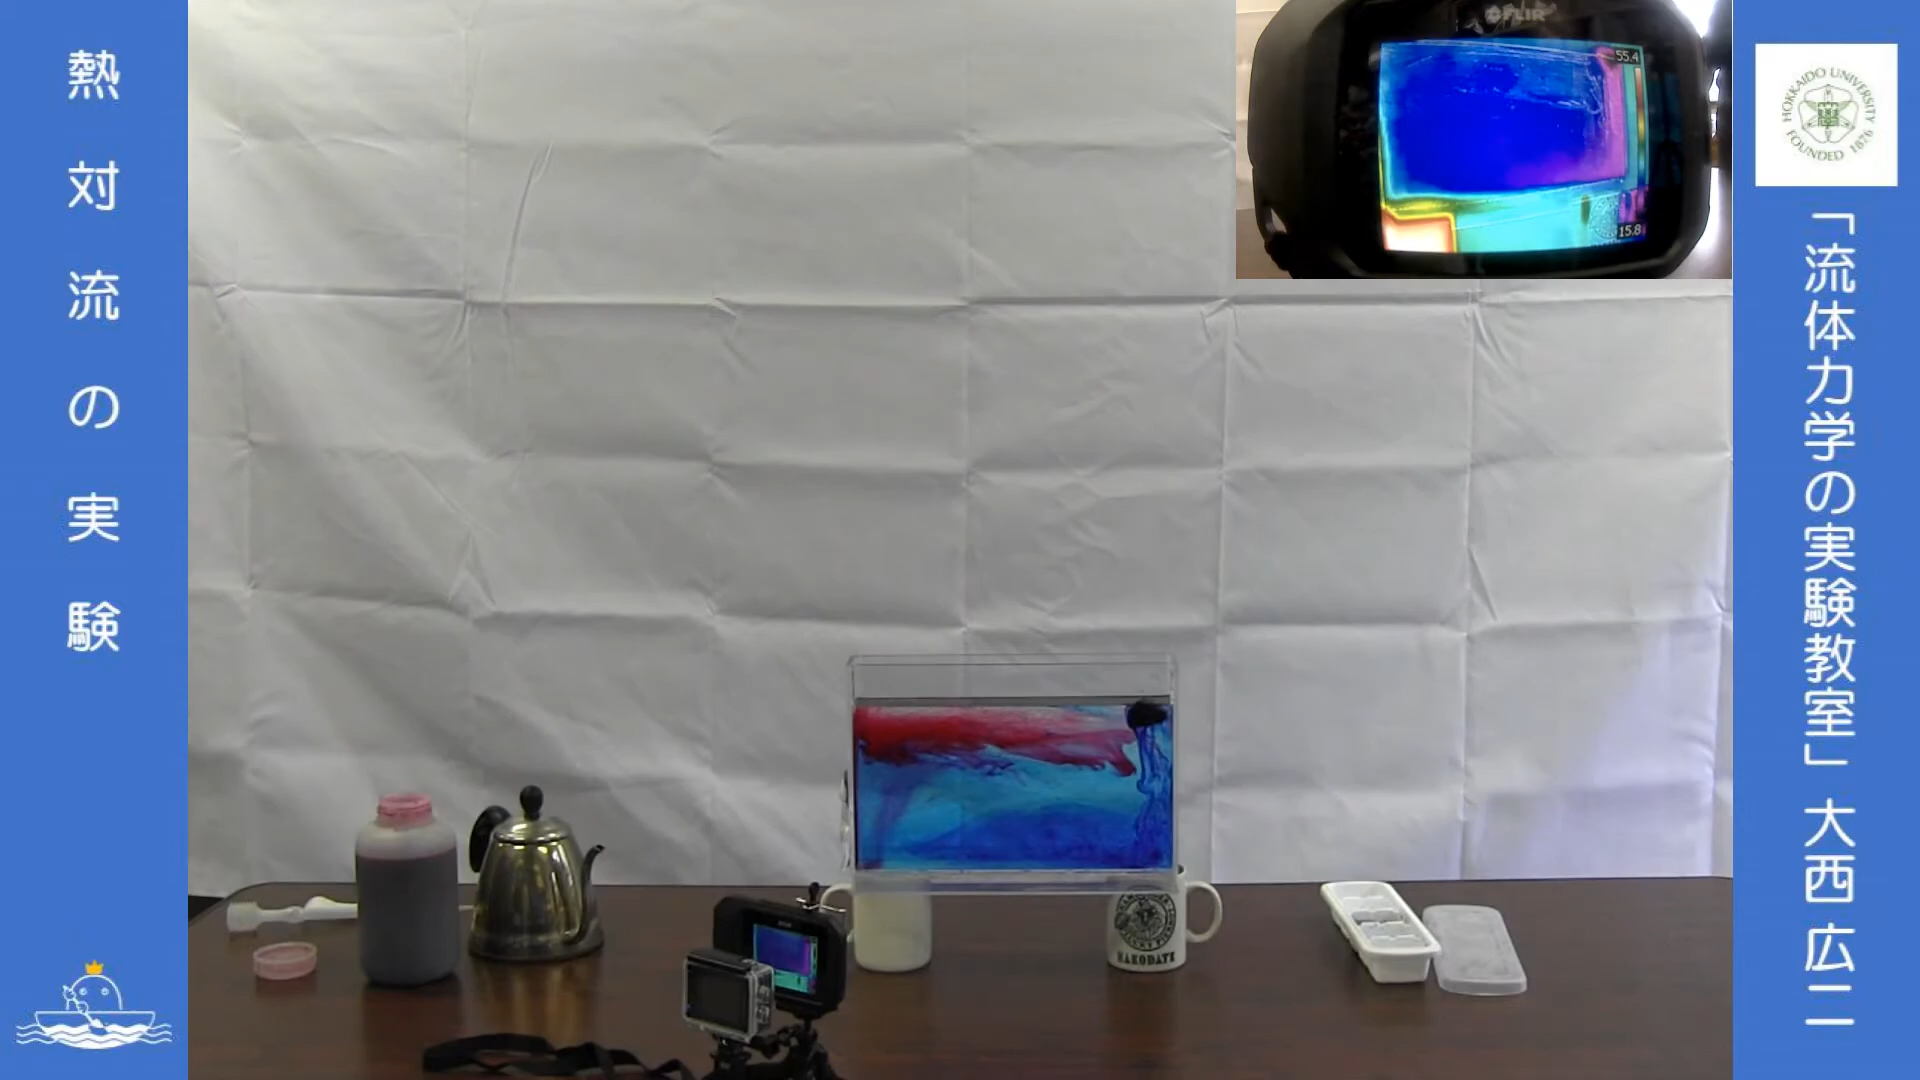 熱対流の実験
FLIR
55.4
15.8
HOKKAIDO UNIVERSITY
FOUNDED 1876
「流体力学の実験教室」 大西 広二
HAKODATE